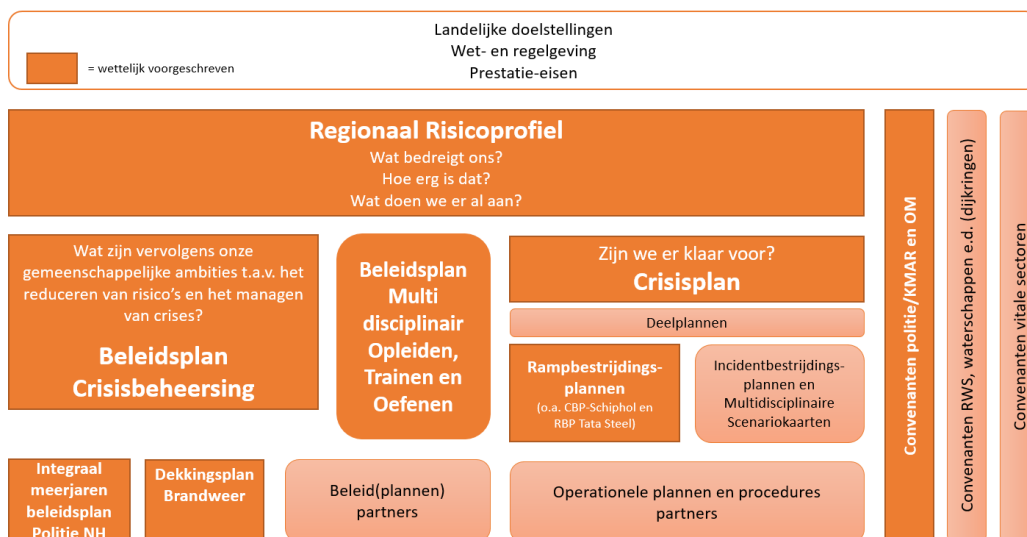 Landelijke doelstellingen
Wet- en regelgeving
Prestatie-eisen
= wettelijk voorgeschreven
Regionaal Risicoprofiel
Wat bedreigt ons?
Hoe erg is dat?
Wat doen we er al aan?
Wat zijn vervolgens onze
gemeenschappelijke ambities t.a.v. het
reduceren van risico's en het managen
van crises?
Beleidsplan
Crisisbeheersing
Beleidsplan
Multi
disciplinair
Opleiden,
Trainen en
Oefenen
Zijn we er klaar voor?
Crisisplan
Deelplannen
Rampbestrijdings-
plannen
(o.a. CBP-Schiphol en
RBP Tata Steel)
Incidentbestrijdings-
plannen en
Multidisciplinaire
Scenariokaarten
Integraal
meerjaren
beleidsplan
Politie NH
Dekkingsplan
Brandweer
Beleid(plannen)
partners
Operationele plannen en procedures
partners
Convenanten politie/KMAR en OM
Convenanten RWS, waterschappen e.d. (dijkringen)
Convenanten vitale sectoren